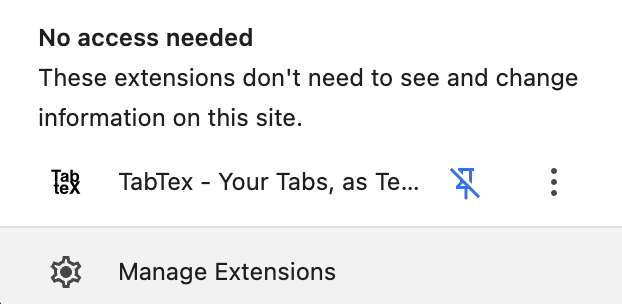 No access needed
These extensions don't need to see and change
information on this site.
Tab
teX
TabTex - Your Tabs, as Te...
Manage Extensions